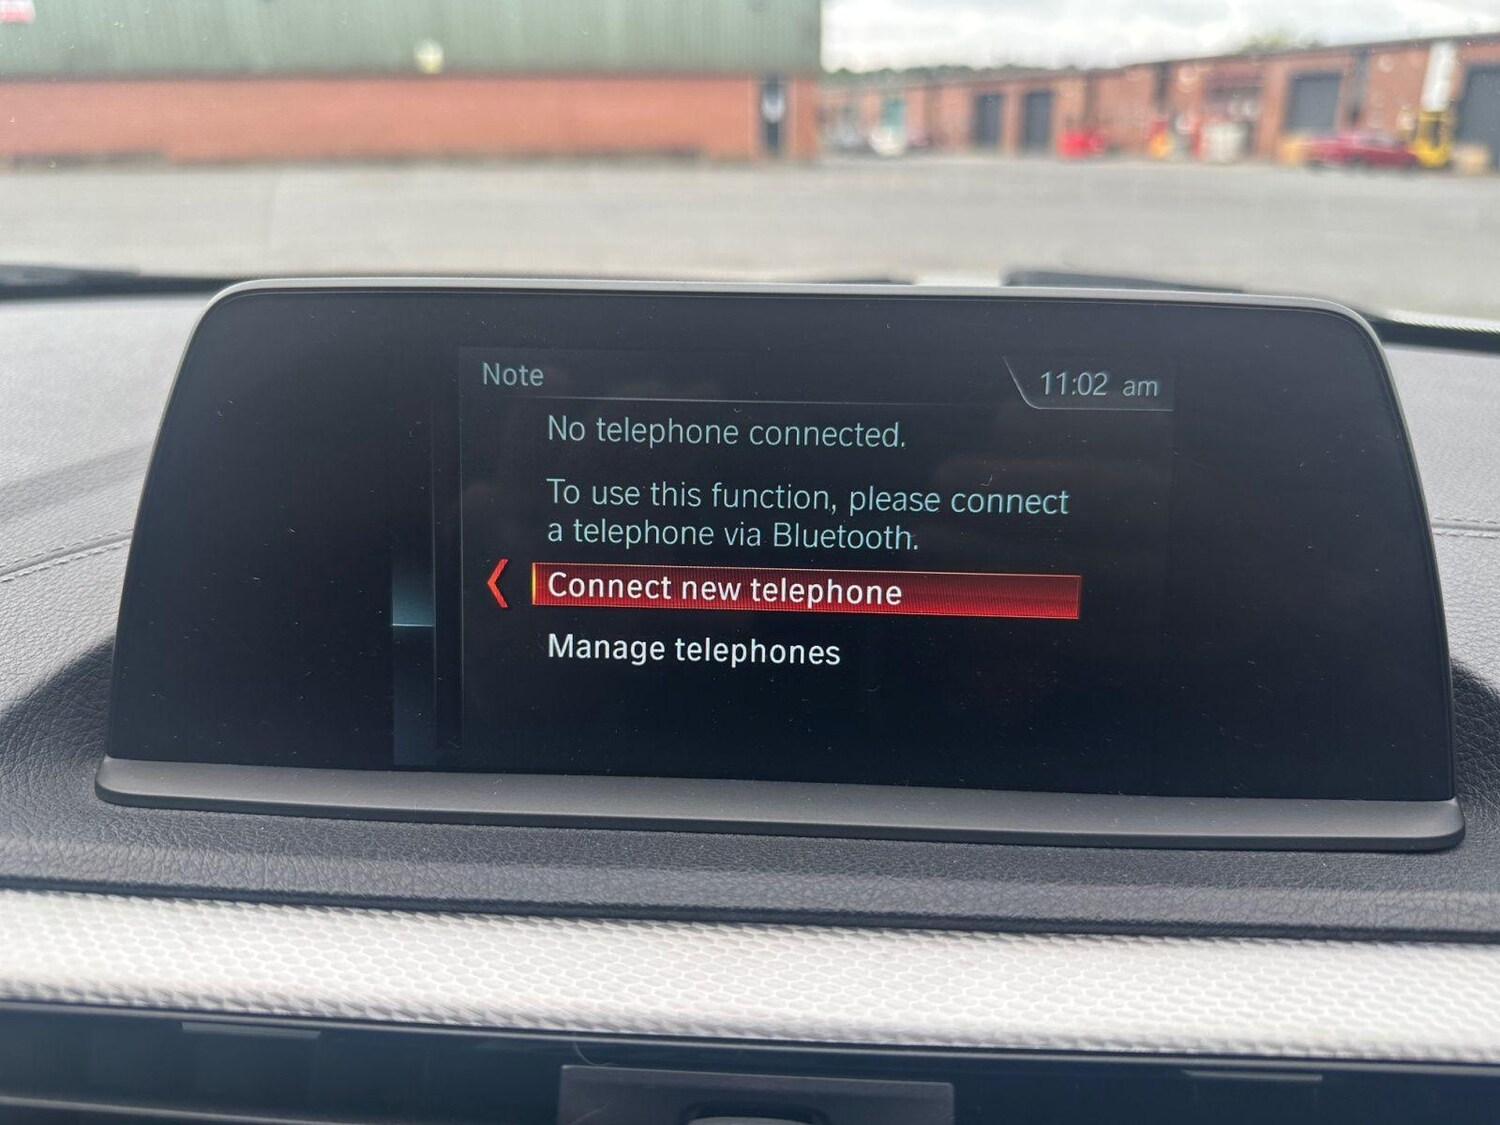 Note
11:02 am
No telephone connected.
To use this function, please connect
a telephone via Bluetooth.
Connect new telephone
Manage telephones